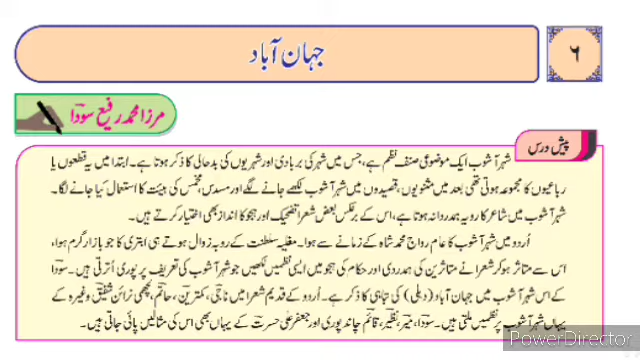 ۶
جہان آباد
مرزا محمد رفیع سوداؔ
پیش درس
شہر آشوب ایک موضوعی صنف نظم ہے، جس میں شہر کی بربادی اور شہریوں کی بدحالی کا ذکر ہوتا ہے۔ ابتدا میں یہ قطعوں یا
رباعیوں کا مجموعہ ہوتی تھی بعد میں مثنویوں، قصیدوں میں شہر آشوب لکھے جانے لگے اور مسدس، مخمس کی ہیئت کا استعمال کیا جانے لگا۔
شہر آشوب میں شاعر کا رویہ ہمدردانہ ہوتا ہے، اس کے برعکس بعض شعرا تضحیک اور ہجو کا انداز بھی اختیار کرتے ہیں۔
اُردو میں شہر آشوب کا عام رواج محمد شاہ کے زمانے سے ہوا۔ مغلیہ سلطنت کے روبہ زوال ہوتے ہی ابتری کا جو بازار گرم ہوا،
اس سے متاثر ہو کر شعرا نے متاثرین کی ہمدردی اور حکام کی ہجو میں ایسی نظمیں لکھیں جو شہر آشوب کی تعریف پر پوری اُترتی ہیں۔ سوداؔ
کے اس شہر آشوب میں جہان آباد (دہلی) کی تباہی کا ذکر ہے۔ اُردو کے قدیم شعرا میں ناجیؔ، کمترینؔ، حاتمؔ، لچھمی نرائن شفیقؔ وغیرہ کے
یہاں شہر آشوب پر نظمیں ملتی ہیں۔ سوداؔ، میرؔ، نظیرؔ، قائمؔ چاند پوری اور جعفر علی حسرتؔ کے یہاں بھی اس کی مثالیں پائی جاتی ہیں۔
POWERED BY
PowerDirector